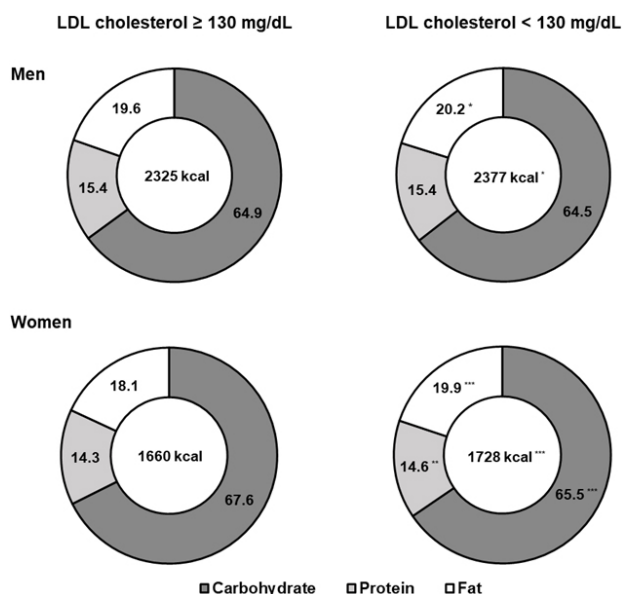 LDL cholesterol ≥ 130 mg/dL
LDL cholesterol < 130 mg/dL
Men
19.6
15.4
2325 kcal
64.9
20.2 *
15.4
2377 kcal *
64.5
Women
18.1
14.3
1660 kcal
67.6
19.9 ***
14.6 **
1728 kcal ***
65.5 ***
Carbohydrate
Protein
Fat